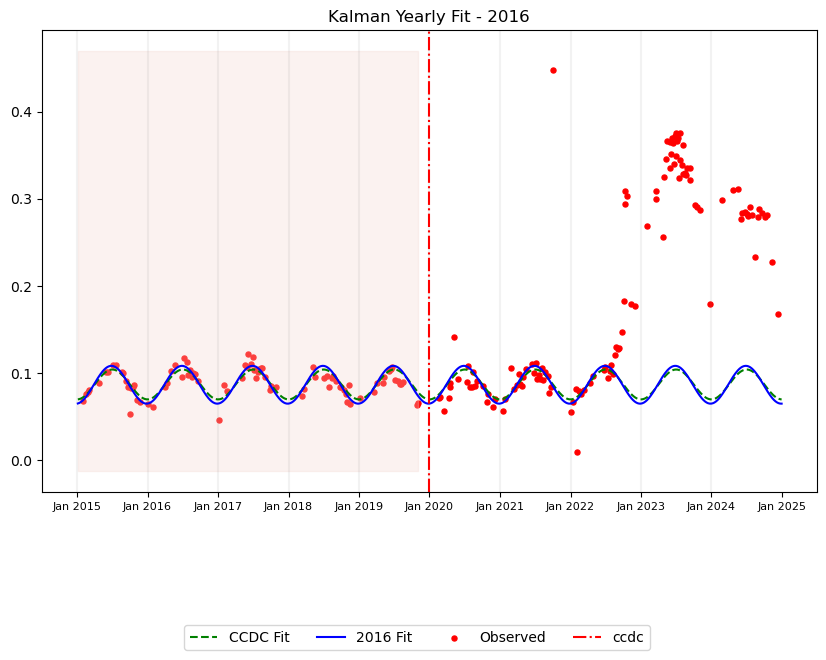 Kalman Yearly Fit - 2016
0.4
0.3
0.2
0.1
0.0
Jan 2015 Jan 2016 Jan 2017 Jan 2018 Jan 2019 Jan 2020 Jan 2021 Jan 2022 Jan 2023 Jan 2024 Jan 2025
CCDC Fit 2016 Fit Observed ccdc